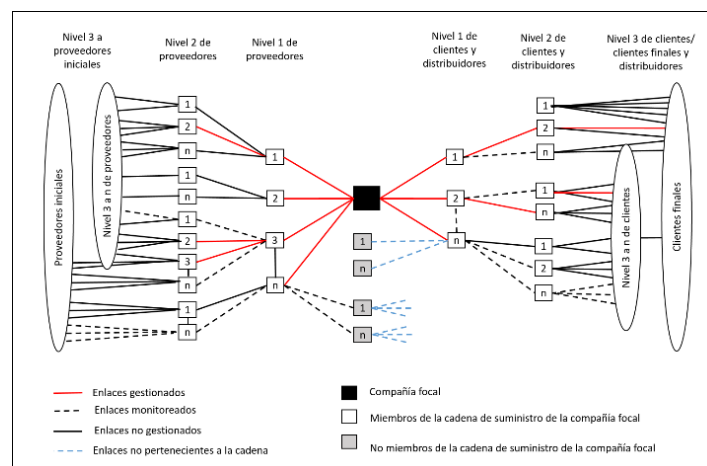 Nivel 3 a
proveedores
iniciales
Nivel 2 de
proveedores
Nivel 1 de
proveedores
Nivel 1 de
clientes y
distribuidores
Nivel 2 de
clientes y
distribuidores
Nivel 3 de clientes/
clientes finales y
distribuidores
Proveedores iniciales
Nivel 3 a n de proveedores
1
2
n
1
n
1
2
3
n
1
n
1
2
3
n
1
n
1
n
1
2
n
1
2
n
1
n
1
2
n
Nivel 3 a n de clientes
Clientes finales
Enlaces gestionados
Enlaces monitoreados
Enlaces no gestionados
Enlaces no pertenecientes a la cadena
Compañía focal
Miembros de la cadena de suministro de la compañía focal
No miembros de la cadena de suministro de la compañía focal